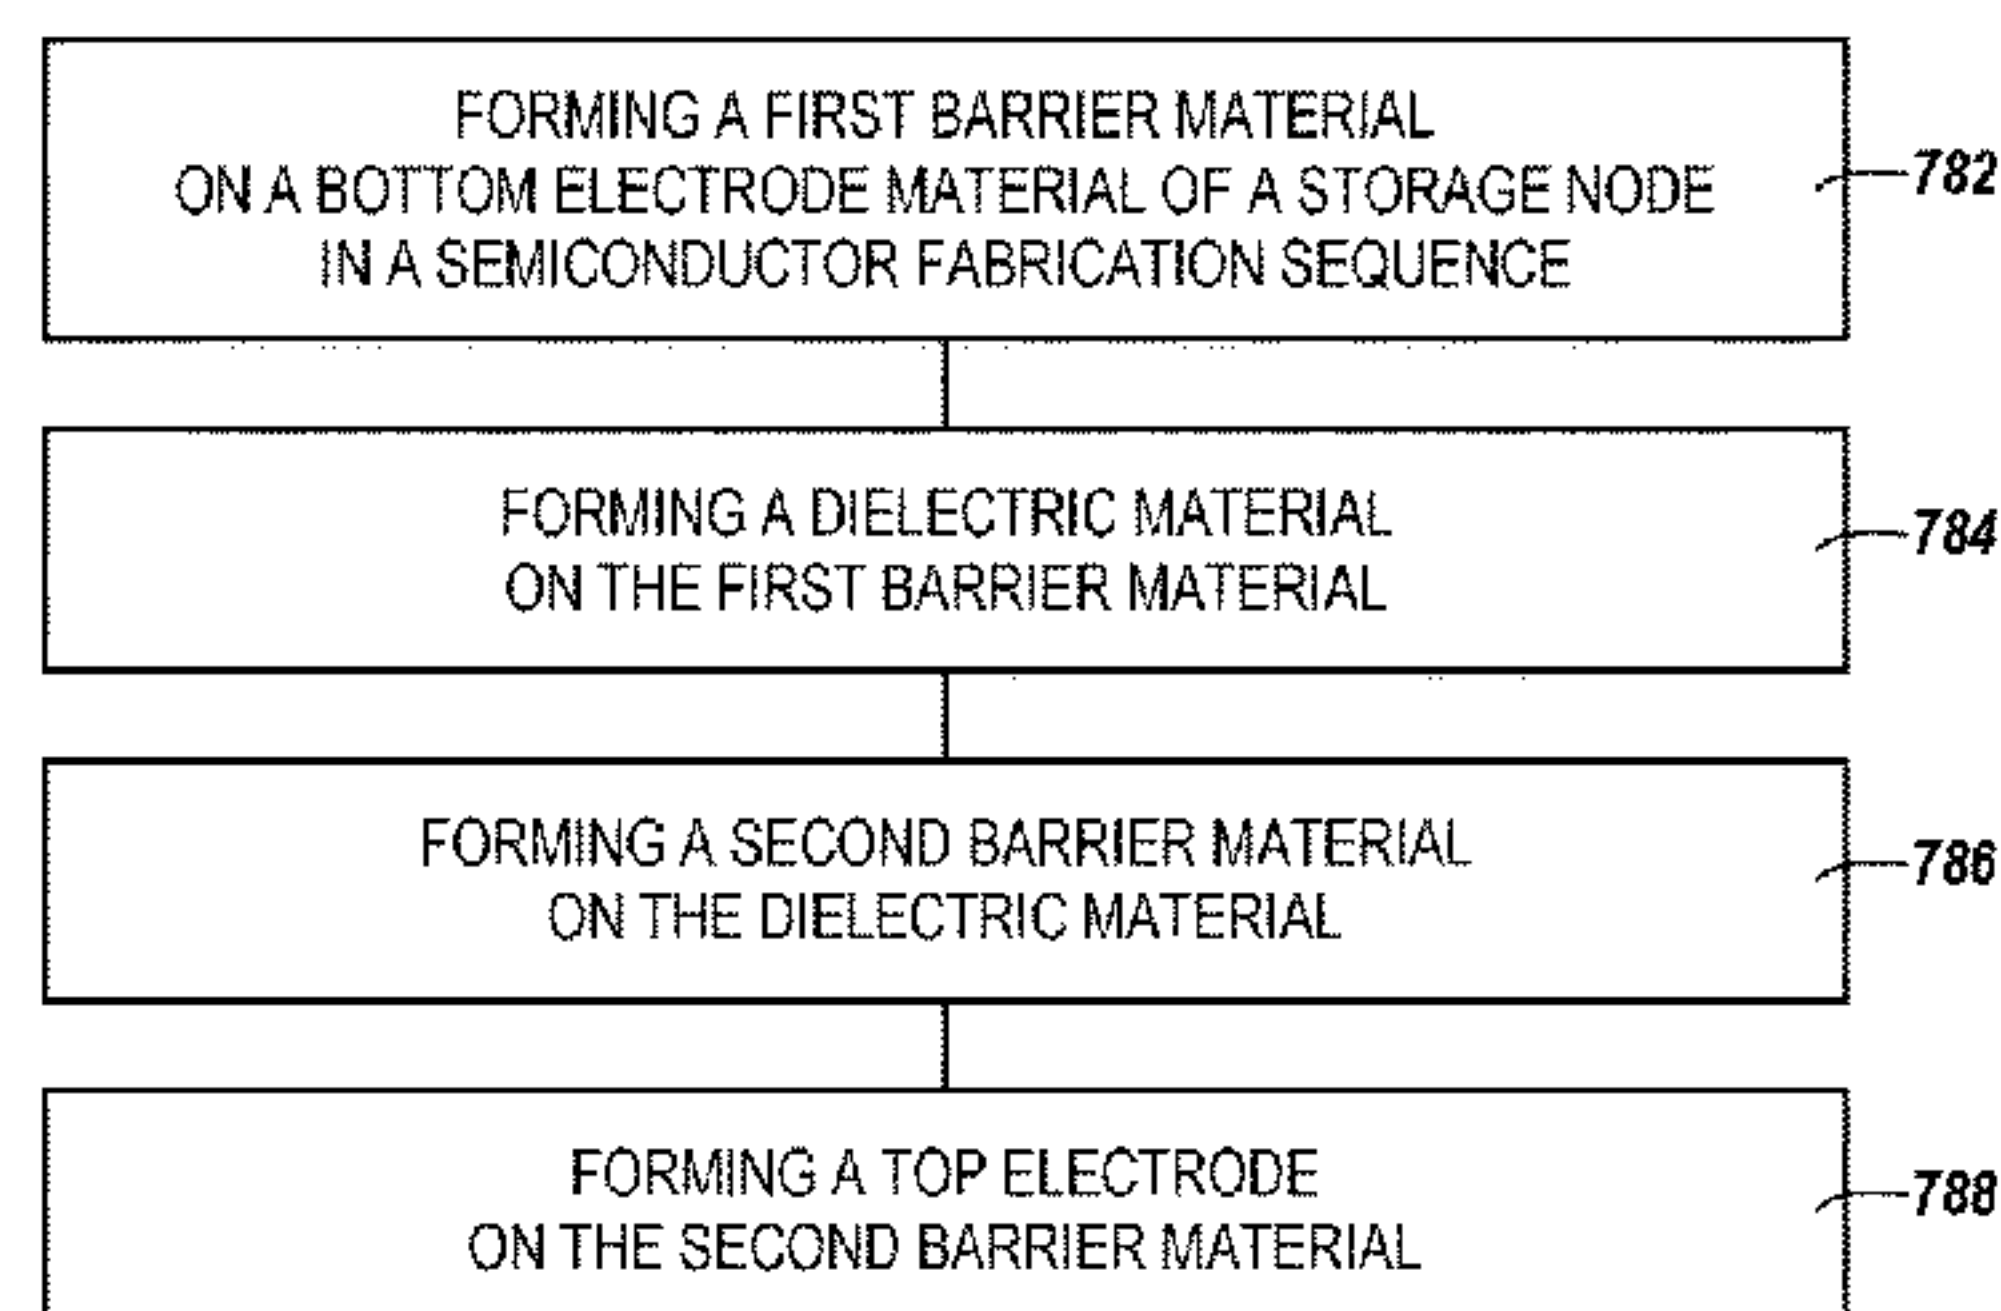 FORMING A FIRST BARRIER MATERIAL
ON A BOTTOM ELECTRODE MATERIAL OF A STORAGE NODE
IN A SEMICONDUCTOR FABRICATION SEQUENCE
782
FORMING A DIELECTRIC MATERIAL
ON THE FIRST BARRIER MATERIAL
784
FORMING A SECOND BARRIER MATERIAL
ON THE DIELECTRIC MATERIAL
786
FORMING A TOP ELECTRODE
ON THE SECOND BARRIER MATERIAL
788